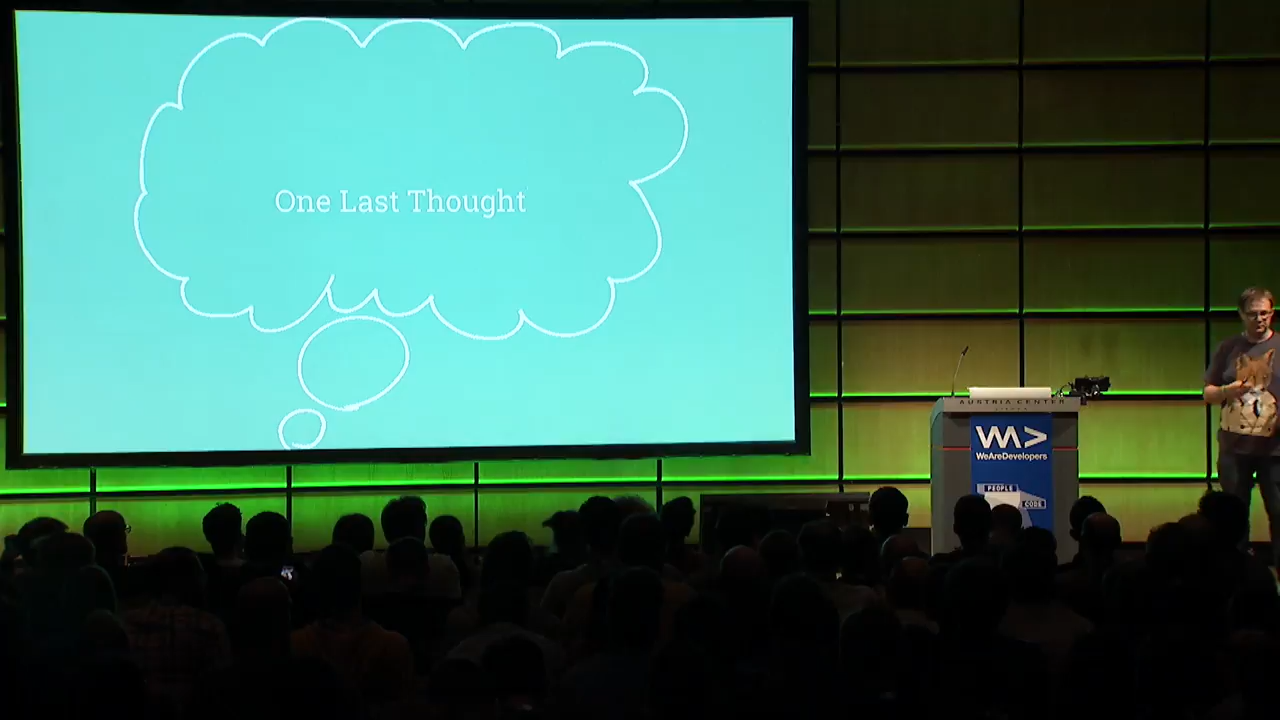 One Last Thought
AUSTRIA CENTER
WeAreDevelopers
PEOPLE
CODE